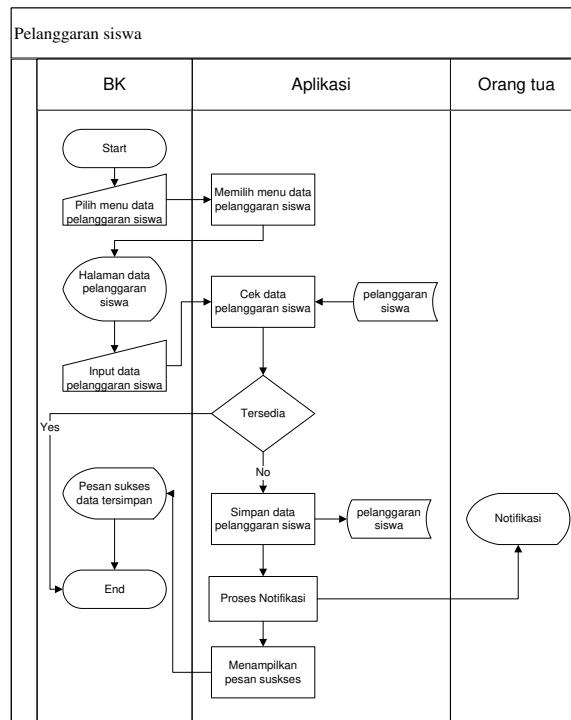 Pelanggaran siswa
BK
Aplikasi
Orang tua
Start
Pilih menu data
pelanggaran siswa
Memilih menu data
pelanggaran siswa
Halaman data
pelanggaran
siswa
Cek data
pelanggaran siswa
pelanggaran
siswa
Input data
pelanggaran siswa
Tersedia
Yes
No
Pesan sukses
data tersimpan
Simpan data
pelanggaran siswa
pelanggaran
siswa
Notifikasi
End
Proses Notifikasi
Menampilkan
pesan suskses